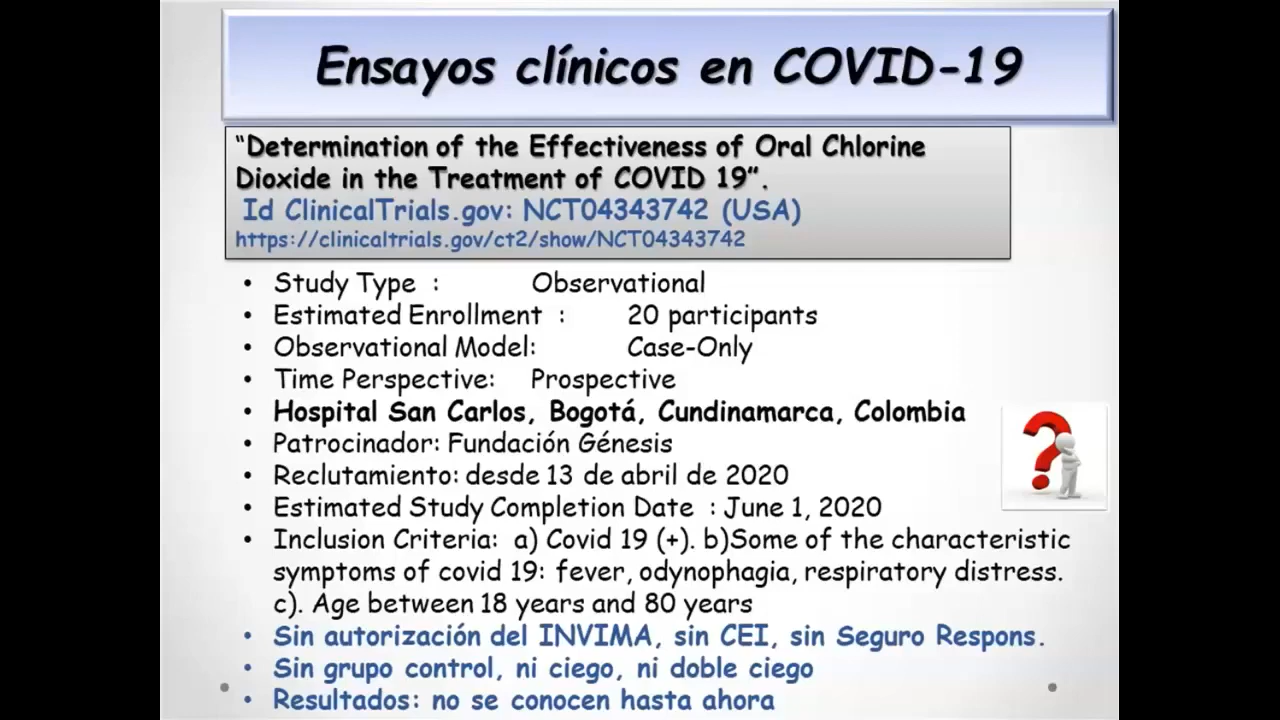 Ensayos clínicos en COVID-19
“Determination of the Effectiveness of Oral Chlorine
Dioxide in the Treatment of COVID 19”.
Id ClinicalTrials.gov: NCT04343742 (USA)
https://clinicaltrials.gov/ct2/show/NCT04343742
• Study Type : Observational
• Estimated Enrollment : 20 participants
• Observational Model: Case-Only
• Time Perspective: Prospective
• Hospital San Carlos, Bogotá, Cundinamarca, Colombia
• Patrocinador: Fundación Génesis
• Reclutamiento: desde 13 de abril de 2020
• Estimated Study Completion Date : June 1, 2020
• Inclusion Criteria: a) Covid 19 (+). b)Some of the characteristic
symptoms of covid 19: fever, odynophagia, respiratory distress.
c). Age between 18 years and 80 years
• Sin autorización del INVIMA, sin CEI, sin Seguro Respons.
• Sin grupo control, ni ciego, ni doble ciego
• Resultados: no se conocen hasta ahora